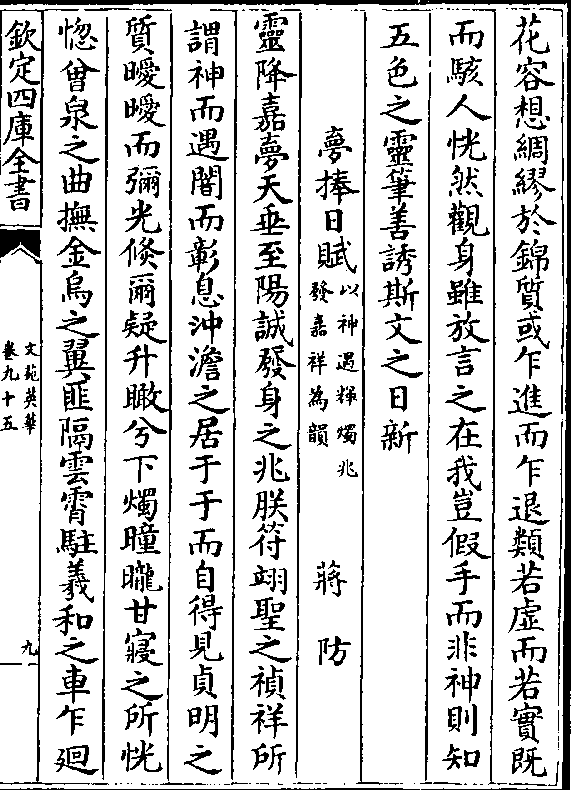 花容想綢繆於錦質或乍進而乍退類若虛而若實既
而駭人恍然觀身雖放言之在我豈假手而非神則知
五色之靈筆善誘斯文之日新
夢捧日賦以神遇輝燭兆發嘉祥為韻 蔣防
靈降嘉夢天垂至陽誠發身之兆朕符翊聖之禎祥所
謂神而遇闇而彰息沖澹之居于于而自得見貞明之
質曖曖而彌光倐爾疑升瞰兮下燭曈曨甘寢之所恍
惚曾泉之曲撫金烏之翼匪隔雲霄駐羲和之車乍廻
欽定四庫全書
文苑英華
卷九十五
九